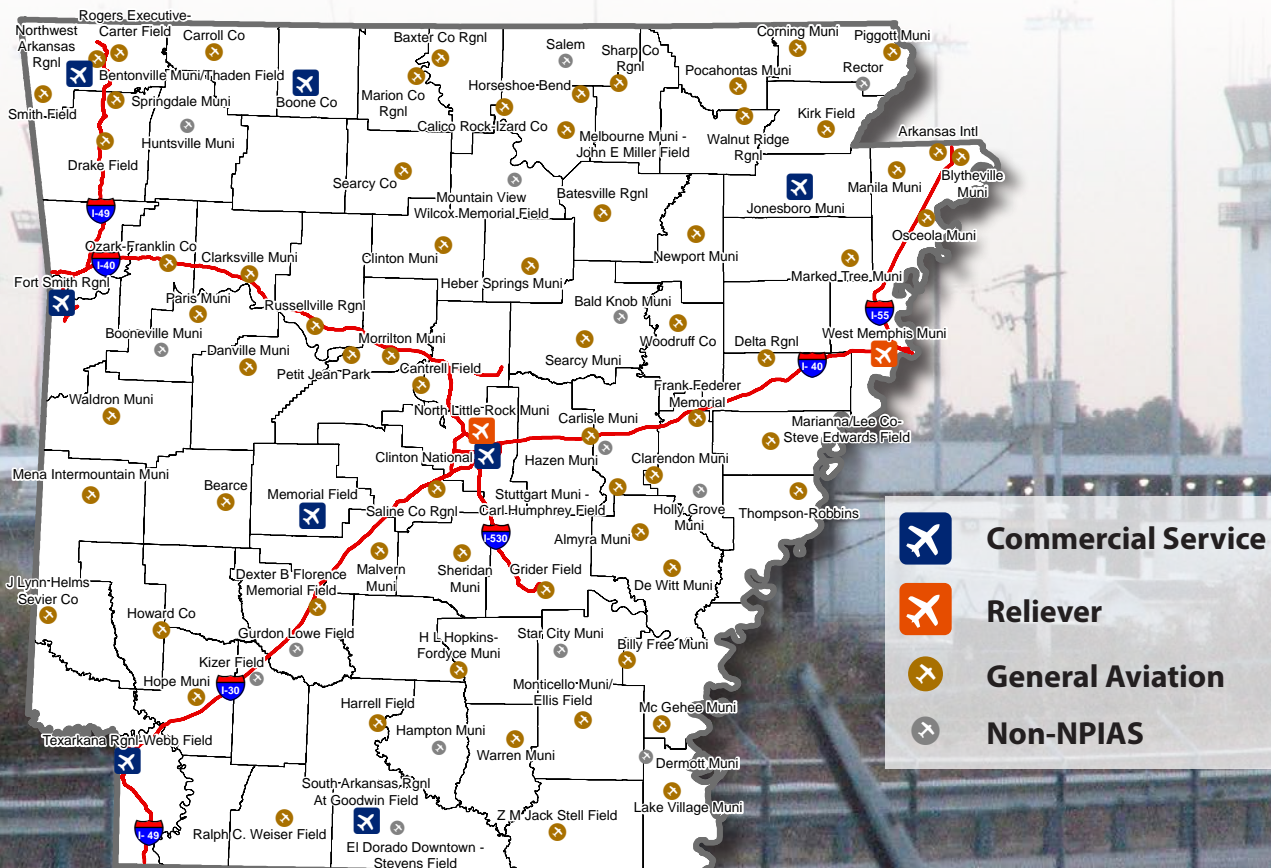 Rogers Executive-
Carter Field
Northwest
Arkansas
Rgnl
Carroll Co
Bentonville Muni/Thaden Field
Boone Co
Smith Field
Springdale Muni
Huntsville Muni
Drake Field
Baxter Co Rgnl
Marion Co
Rgnl
Salem
Sharp Co
Rgnl
Horseshoe Bend
Calico Rock-Izard Co
Melbourne Muni -
John E Miller Field
Corning Muni
Piggott Muni
Pocahontas Muni
Rector
Kirk Field
Walnut Ridge
Rgnl
Arkansas Intl
Blytheville
Muni
Manila Muni
Jonesboro Muni
Osceola Muni
Searcy Co
Mountain View
Wilcox Memorial Field
Batesville Rgnl
Newport Muni
Marked Tree Muni
I-49
Ozark-Franklin Co
I-40
Clarksville Muni
Clinton Muni
Heber Springs Muni
Fort Smith Rgnl
Paris Muni
Russellville Rgnl
Bald Knob Muni
I-55
Booneville Muni
Danville Muni
Morrilton Muni
Petit Jean Park
Cantrell Field
Searcy Muni
Woodruff Co
Delta Rgnl
West Memphis Muni
I- 40
Waldron Muni
North Little Rock Muni
Carlisle Muni
Frank Federer
Memorial
Marianna/Lee Co-
Steve Edwards Field
Clinton National
Hazen Muni
Clarendon Muni
Mena Intermountain Muni
Bearce
Memorial Field
Saline Co Rgnl
Stuttgart Muni -
Carl Humphrey Field
Holly Grove
Muni
Thompson-Robbins
I-530
Almyra Muni
Malvern
Muni
Sheridan
Muni
Grider Field
De Witt Muni
J Lynn Helms
Sevier Co
Howard Co
Dexter B Florence
Memorial Field
Gurdon Lowe Field
Kizer Field
Hope Muni
I-30
H L Hopkins-
Fordyce Muni
Star City Muni
Billy Free Muni
Monticello Muni/
Ellis Field
Mc Gehee Muni
Harrell Field
Hampton Muni
Warren Muni
Dermott Muni
Texarkana Rgnl-Webb Field
South Arkansas Rgnl
At Goodwin Field
Lake Village Muni
Z M Jack Stell Field
I- 49
Ralph C. Weiser Field
El Dorado Downtown -
Stevens Field
Commercial Service
Reliever
General Aviation
Non-NPIAS